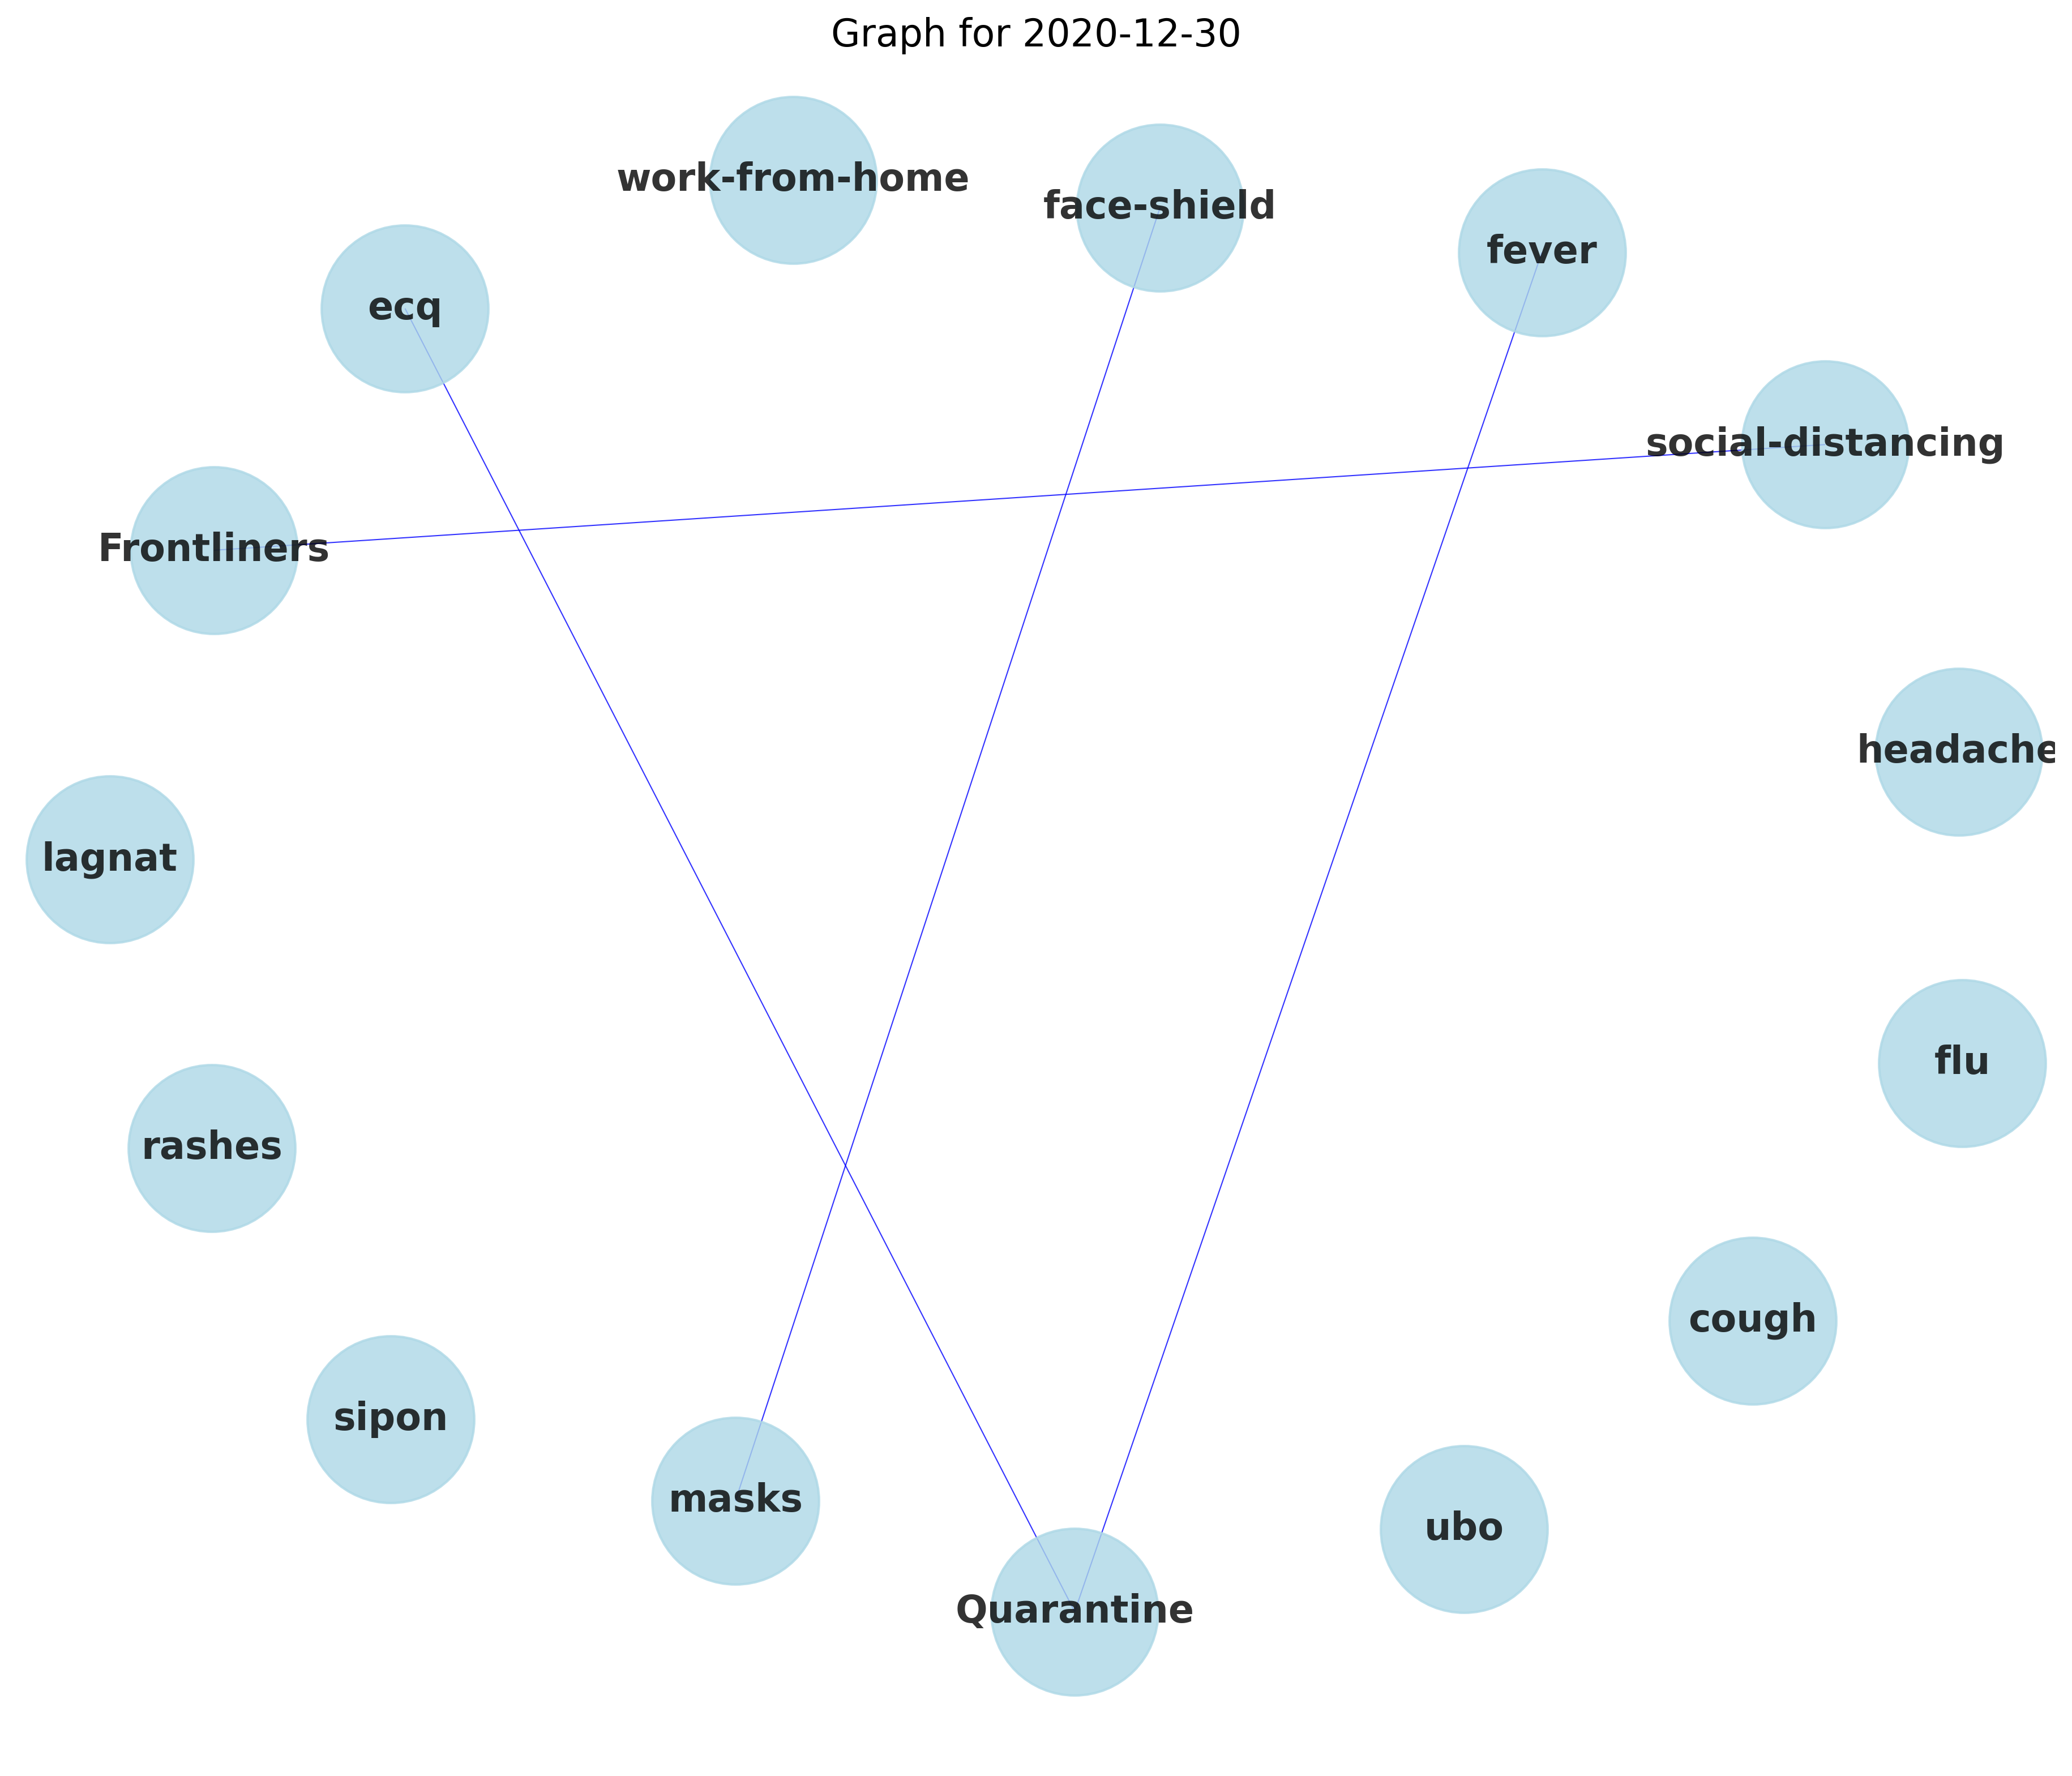 Graph for 2020-12-30
work-from-home
face-shield
fever
ecq
social-distancing
Frontliners
headache
lagnat
flu
rashes
cough
sipon
masks
ubo
Quarantine